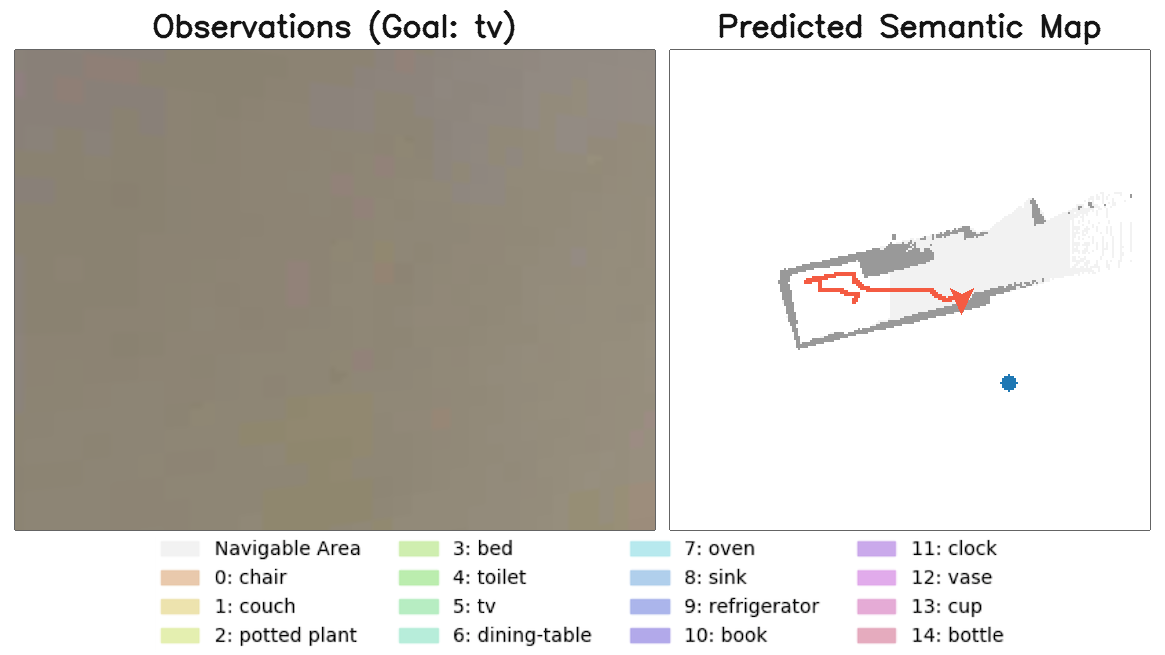 Observations (Goal: tv)
Predicted Semantic Map
Navigable Area
0: chair
1: couch
2: potted plant
3: bed
4: toilet
5: tv
6: dining-table
7: oven
8: sink
9: refrigerator
10: book
11: clock
12: vase
13: cup
14: bottle